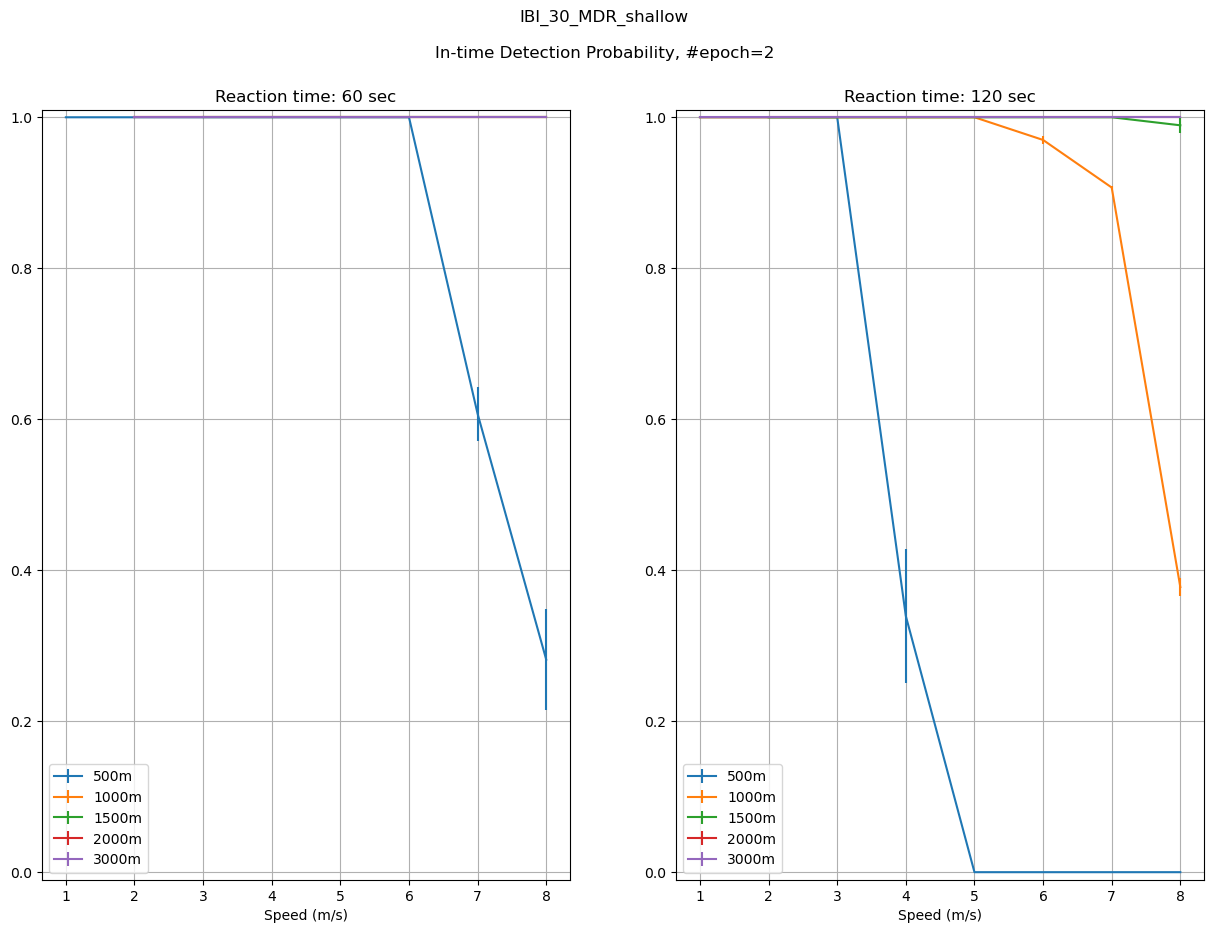 IBI_30_MDR_shallow
In-time Detection Probability, #epoch=2
Reaction time: 60 sec
1.0
0.8
0.6
0.4
0.2
0.0
500m
1000m
1500m
2000m
3000m
1 2 3 4 5 6 7 8
Speed (m/s)
Reaction time: 120 sec
1.0
0.8
0.6
0.4
0.2
0.0
500m
1000m
1500m
2000m
3000m
1 2 3 4 5 6 7 8
Speed (m/s)